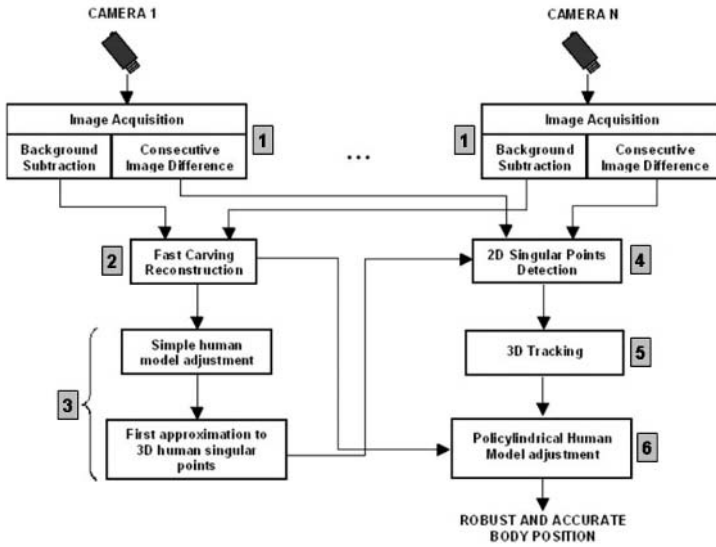 CAMERA 1
CAMERA N
Image Acquisition
Image Acquisition
1
1
Background
Subtraction
Consecutive
Image Difference
...
Background
Subtraction
Consecutive
Image Difference
2
Fast Carving
Reconstruction
2D Singular Points
Detection
4
Simple human
model adjustment
3D Tracking
5
3
First approximation to
3D human singular
points
Policylindrical Human
Model adjustment
6
ROBUST AND ACCURATE
BODY POSITION